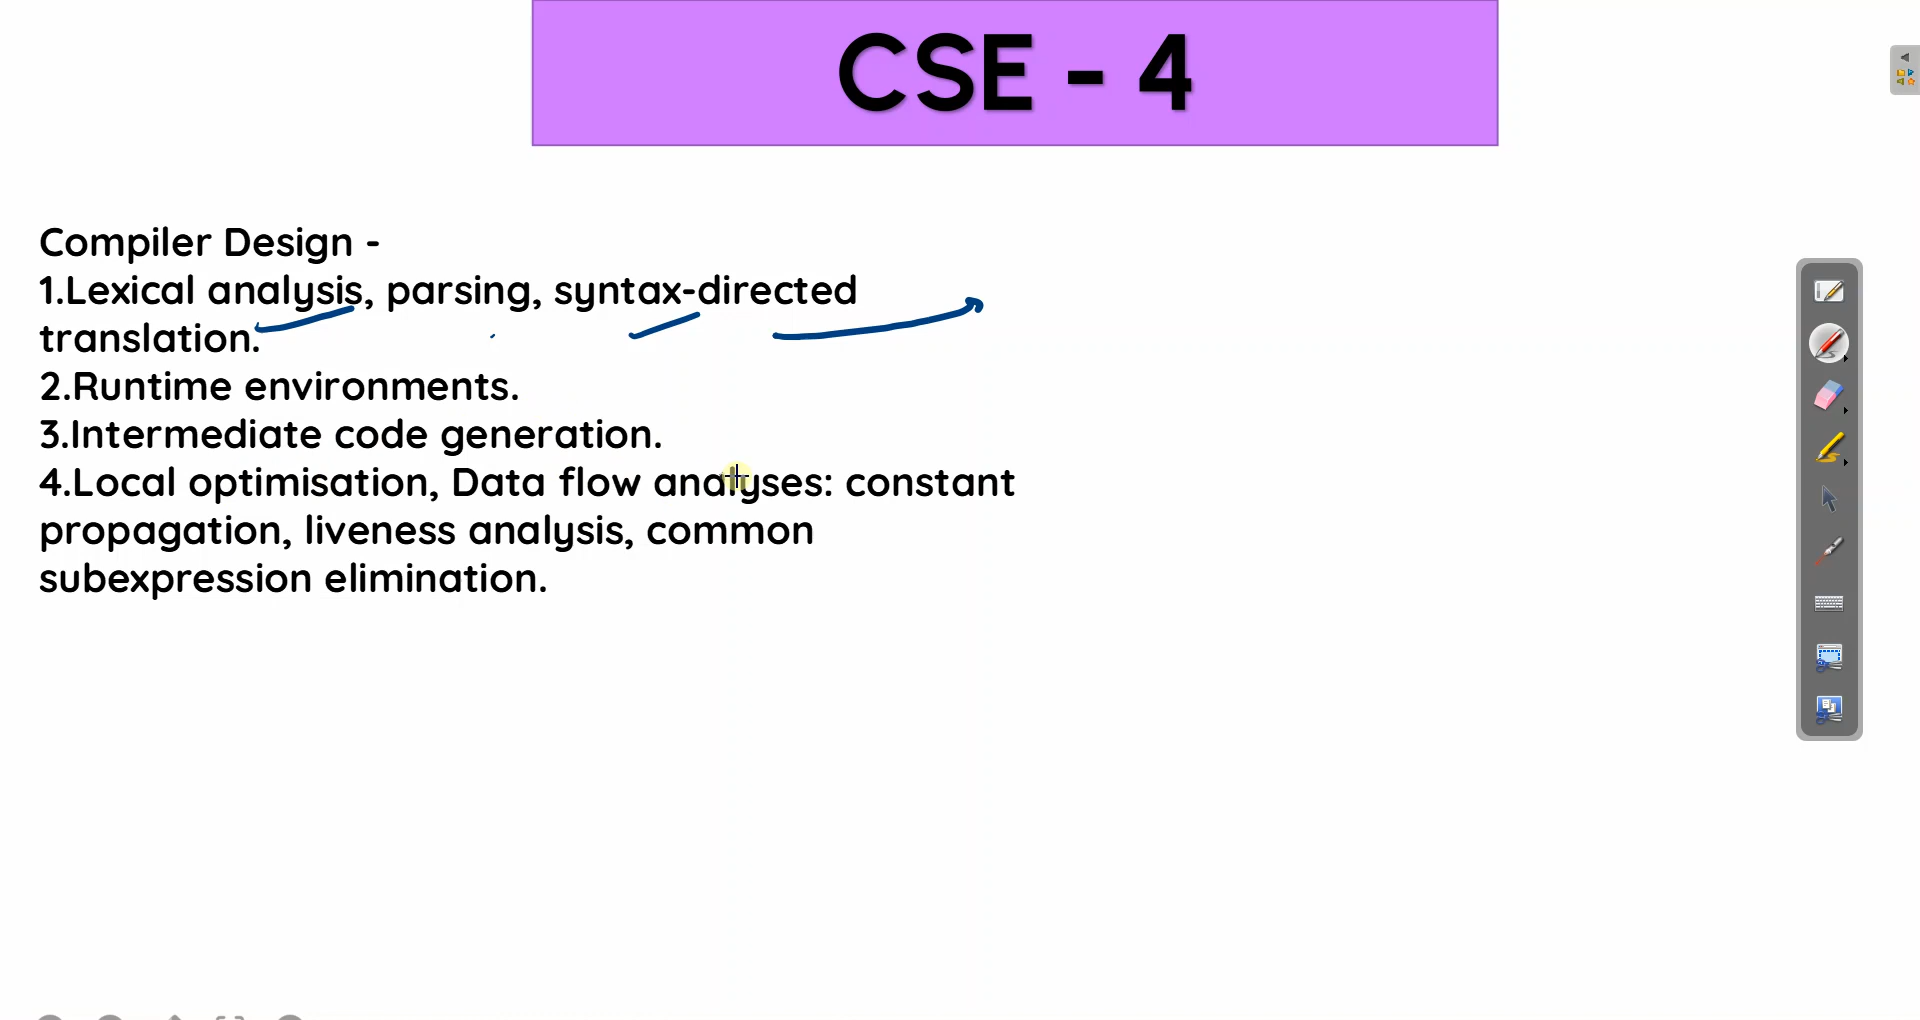 CSE - 4
Compiler Design -
1.Lexical analysis, parsing, syntax-directed
translation.
2.Runtime environments.
3.Intermediate code generation.
4.Local optimisation, Data flow analyses: constant
propagation, liveness analysis, common
subexpression elimination.